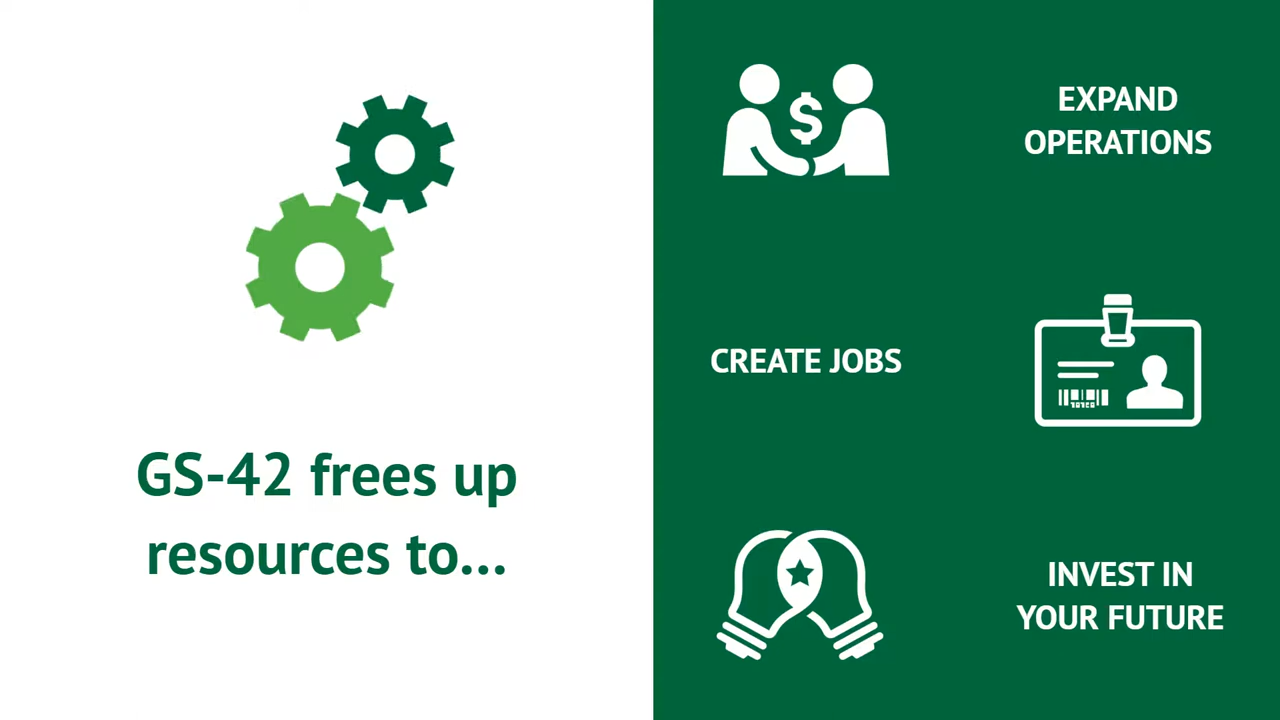 GS-42 frees up
resources to...
EXPAND
OPERATIONS
CREATE JOBS
INVEST IN
YOUR FUTURE